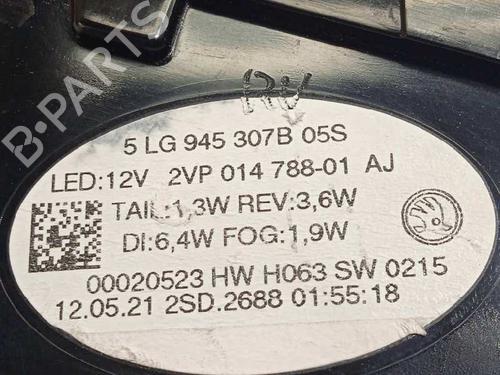 B-PARTS
RV
5 LG 945 307B 05S
LED:12V 2VP 014 788-01 AJ
TAIL:1,3W REV:3,6W
DI:6,4W FOG:1,9W
00020523 HW H063 SW 0215
12.05.21 2SD.2688 01:55:18